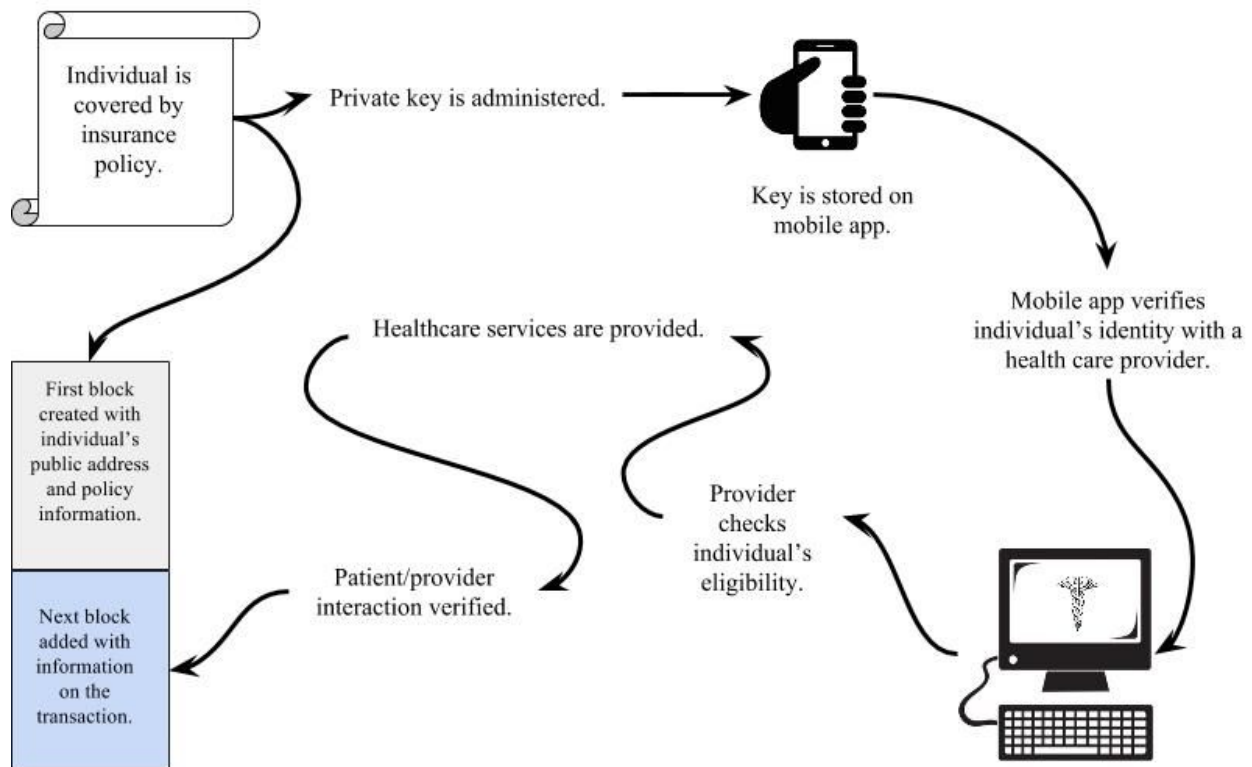 Individual is
covered by
insurance
policy.
Private key is administered.
Key is stored on
mobile app.
Mobile app verifies
individual's identity with a
health care provider.
Provider
checks
individual's
eligibility.
Healthcare services are provided.
Patient/provider
interaction verified.
First block
created with
individual's
public address
and policy
information.
Next block
added with
information
on the
transaction.